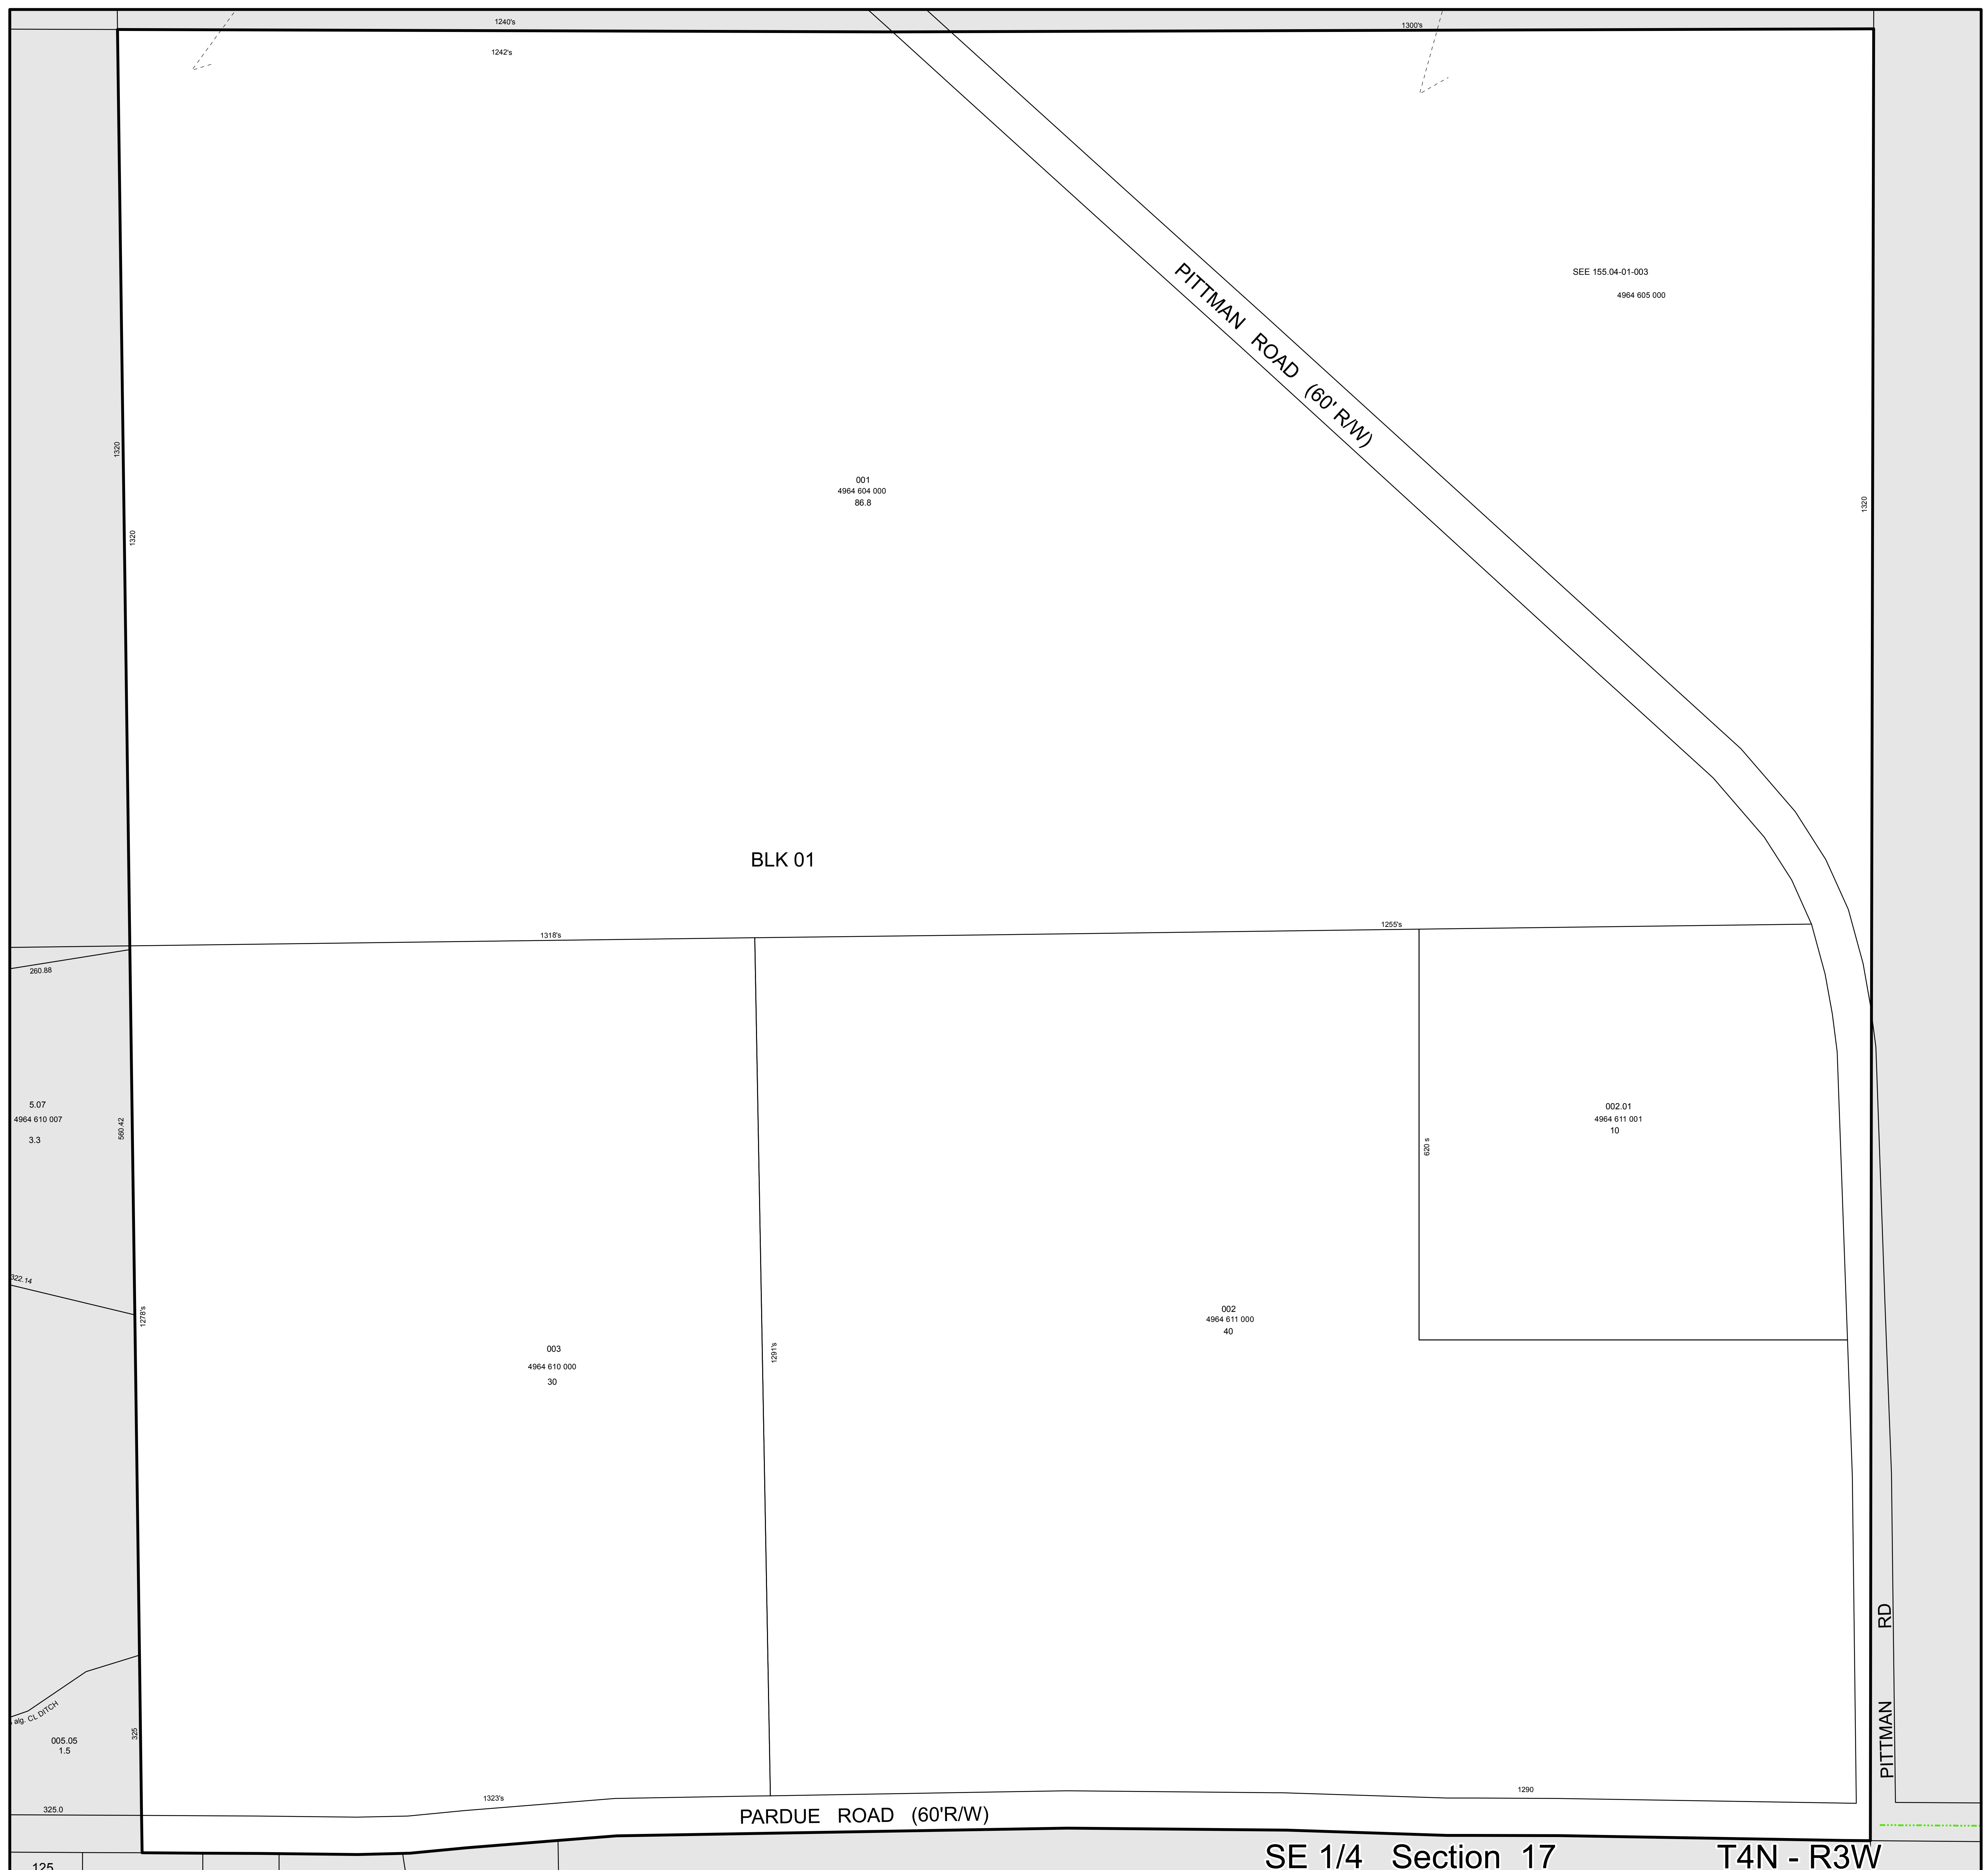 1240's
1300's
1242's
PITTMAN ROAD (60' R/W)
SEE 155.04-01-003
4964 605 000
1320
1320
1320
001
4964 604 000
86.8
BLK 01
1318's
1255's
260.88
5.07
4964 610 007
3.3
560.42
002.01
4964 611 001
10
620 s
322.14
1278's
002
4964 611 000
40
003
4964 610 000
30
1291's
alg. CL DITCH
005.05
1.5
325
PITTMAN RD
325.0
1323's
1290
PARDUE ROAD (60'R/W)
125
SE 1/4 Section 17
T4N - R3W